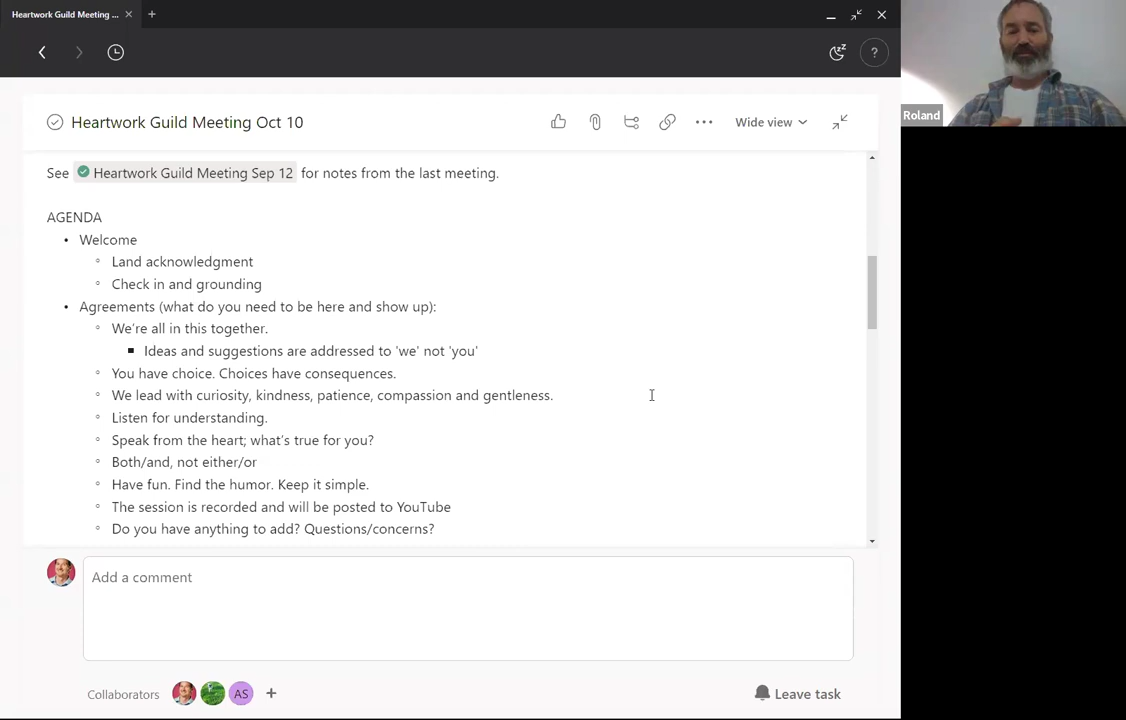 Heartwork Guild Meeting ...
?
Heartwork Guild Meeting Oct 10
Wide view
Roland
See Heartwork Guild Meeting Sep 12 for notes from the last meeting.
AGENDA
• Welcome
◦ Land acknowledgment
◦ Check in and grounding
• Agreements (what do you need to be here and show up):
◦ We're all in this together.
▪ Ideas and suggestions are addressed to 'we' not 'you'
◦ You have choice. Choices have consequences.
◦ We lead with curiosity, kindness, patience, compassion and gentleness.
◦ Listen for understanding.
◦ Speak from the heart; what's true for you?
◦ Both/and, not either/or
◦ Have fun. Find the humor. Keep it simple.
◦ The session is recorded and will be posted to YouTube
◦ Do you have anything to add? Questions/concerns?
Add a comment
Collaborators AS + Leave task